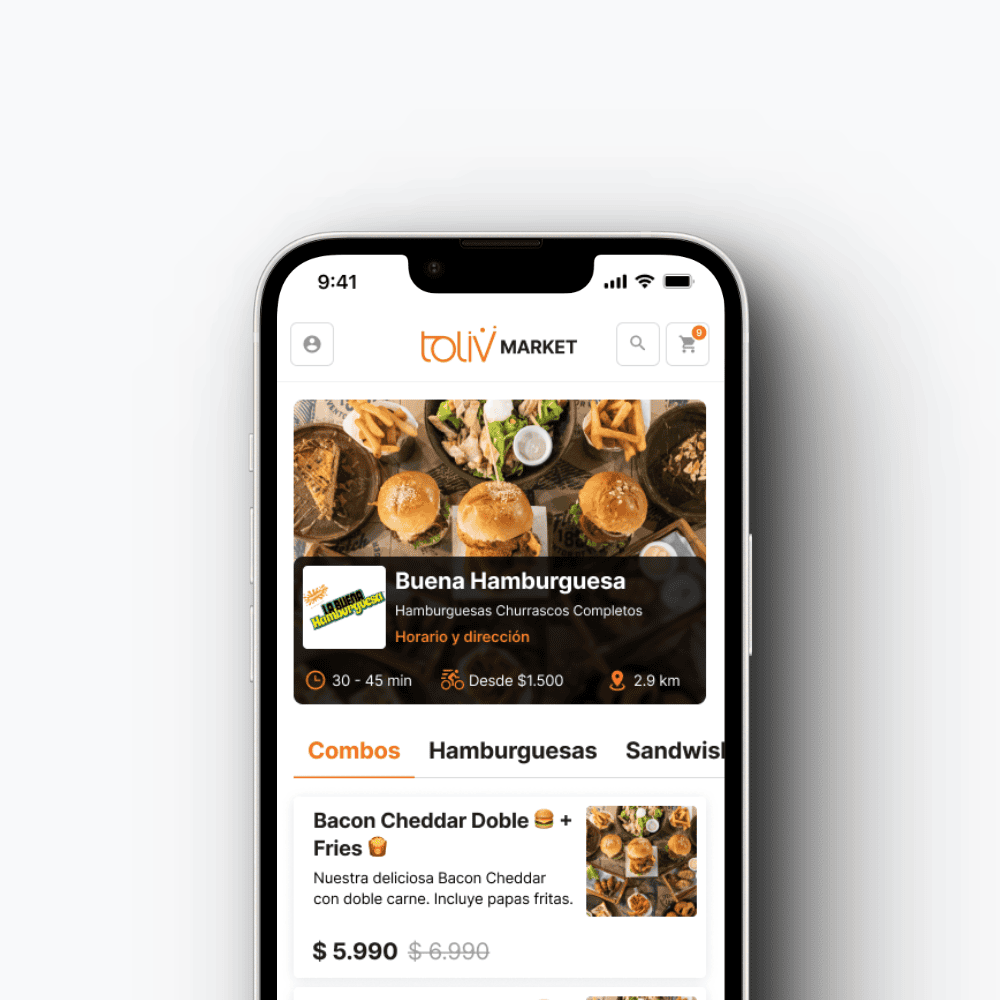 9:41
toliv MARKET
9
Buena Hamburguesa
LA BUENA
Hamburguesa
Hamburguesas Churrascos Completos
Horario y dirección
30 - 45 min Desde $1.500 2.9 km
Combos Hamburguesas Sandwish
Bacon Cheddar Doble 🍔 +
Fries 🍟
Nuestra deliciosa Bacon Cheddar
con doble carne. Incluye papas fritas.
$ 5.990 $ 6.990